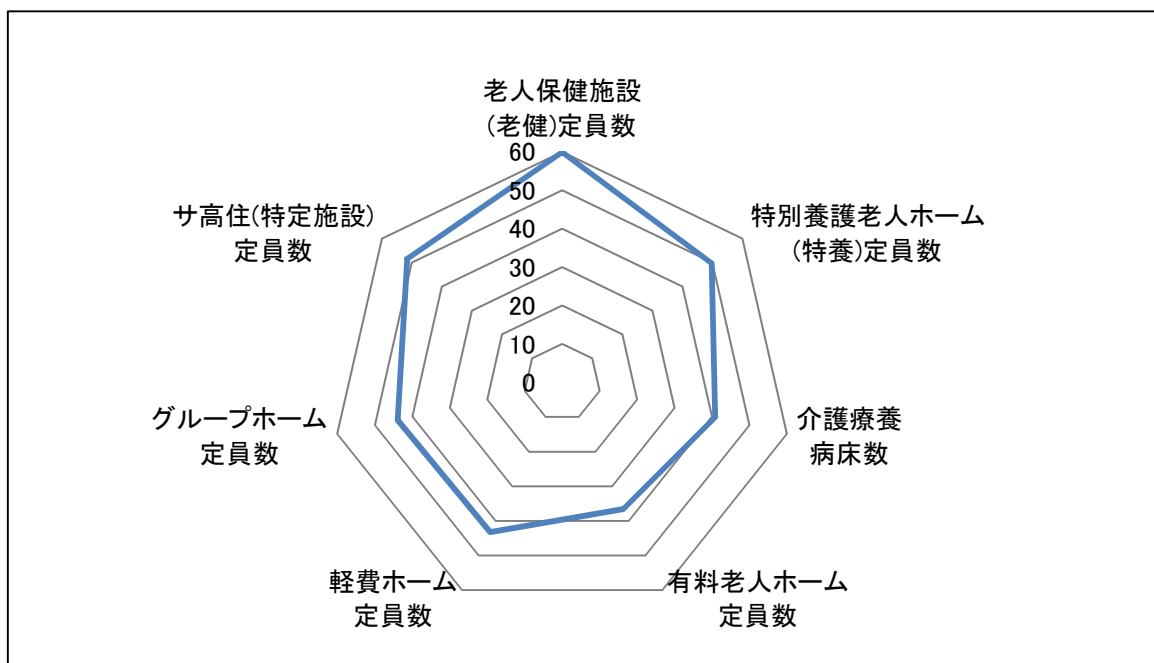 老人保健施設
(老健)定員数
60
50
40
30
20
10
0
特別養護老人ホーム
(特養)定員数
介護療養
病床数
有料老人ホーム
定員数
軽費ホーム
定員数
グループホーム
定員数
サ高住(特定施設)
定員数